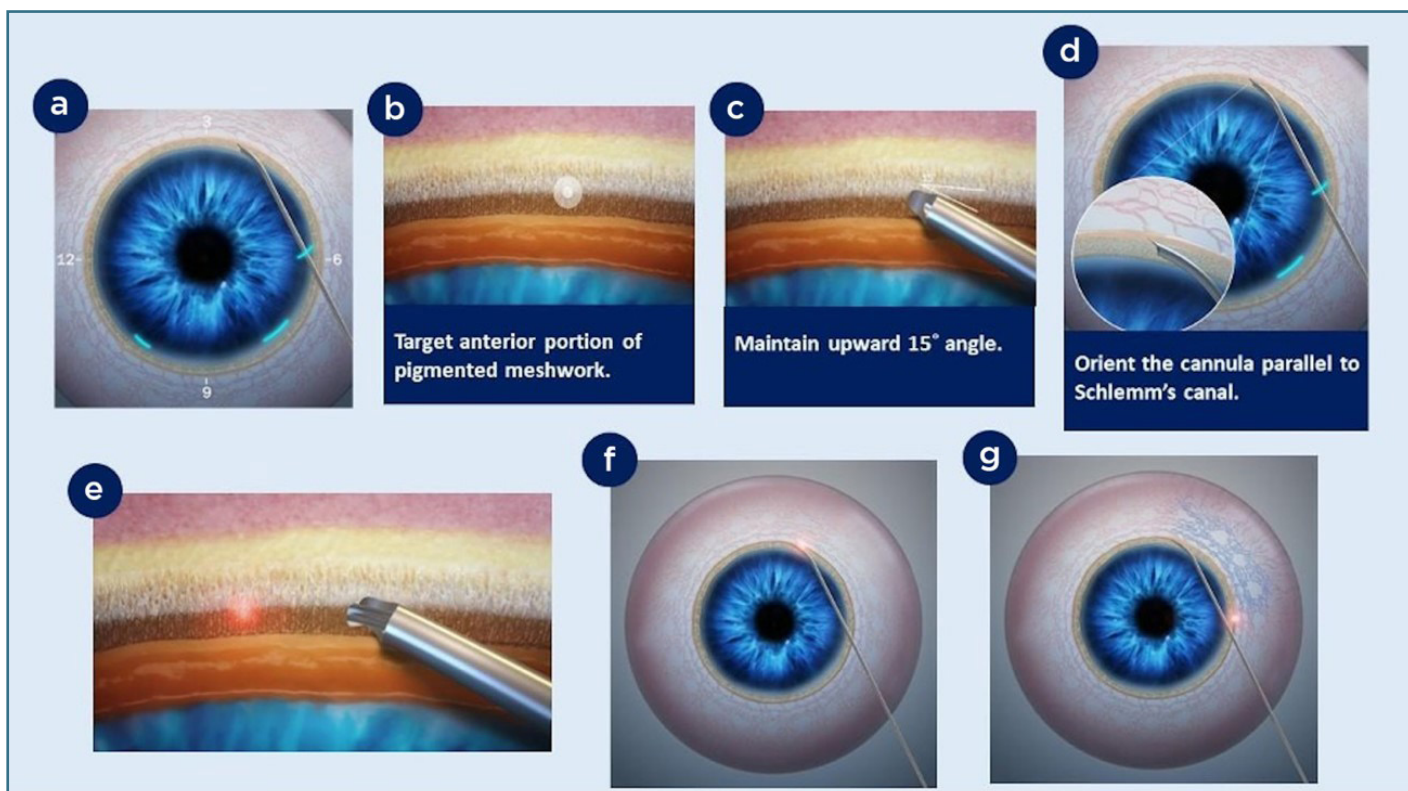 a
3
12
6
9
b
Target anterior portion of
pigmented meshwork.
c
Maintain upward 15° angle.
d
Orient the cannula parallel to
Schlemm's canal.
e
f
g